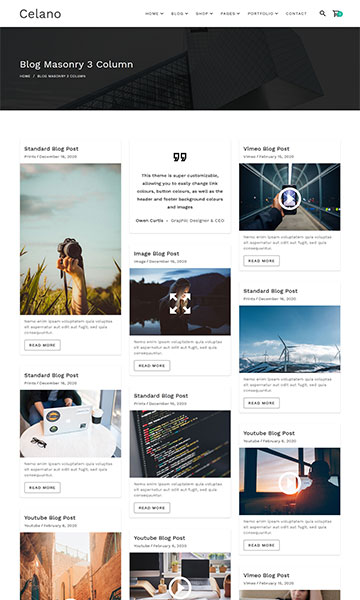 Celano
HOME BLOG SHOP PAGES PORTFOLIO CONTACT
Blog Masonry 3 Column
HOME / BLOG MASONRY 3 COLUMN
Standard Blog Post
Prints / December 16, 2020
Nemo enim ipsam voluptatem quia voluptas
sit aspernatur aut odit aut fugit, sed quia
consequuntur.
READ MORE
Standard Blog Post
Prints / December 16, 2020
Nemo enim ipsam voluptatem quia voluptas
sit aspernatur aut odit aut fugit, sed quia
consequuntur.
READ MORE
Youtube Blog Post
Youtube / February 6, 2020
This theme is super customizable,
allowing you to easily change link
colours, button colours, as well as the
header and footer background colours
and images
Owen Curtis - Graphic Designer & CEO
Image Blog Post
Image / December 16, 2020
Nemo enim ipsam voluptatem quia voluptas
sit aspernatur aut odit aut fugit, sed quia
consequuntur.
READ MORE
Standard Blog Post
Prints / December 16, 2020
Nemo enim ipsam voluptatem quia voluptas
sit aspernatur aut odit aut fugit, sed quia
consequuntur.
READ MORE
Youtube Blog Post
Youtube / February 6, 2020
Vimeo Blog Post
Vimeo / February 15, 2020
Nemo enim ipsam voluptatem quia voluptas
sit aspernatur aut odit aut fugit, sed quia
consequuntur.
READ MORE
Standard Blog Post
Prints / December 16, 2020
Nemo enim ipsam voluptatem quia voluptas
sit aspernatur aut odit aut fugit, sed quia
consequuntur.
READ MORE
Youtube Blog Post
Youtube / February 6, 2020
Nemo enim ipsam voluptatem quia voluptas
sit aspernatur aut odit aut fugit, sed quia
consequuntur.
READ MORE
Vimeo Blog Post
Vimeo / February 15, 2020